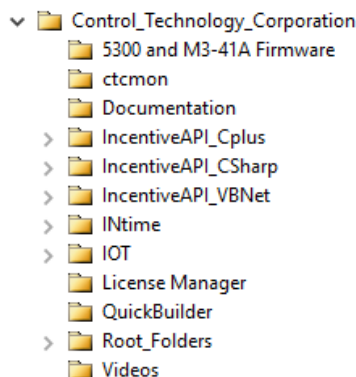 Control_Technology_Corporation
5300 and M3-41A Firmware
ctcmon
Documentation
IncentiveAPI_Cplus
IncentiveAPI_CSharp
IncentiveAPI_VBNet
INtime
IOT
License Manager
QuickBuilder
Root_Folders
Videos